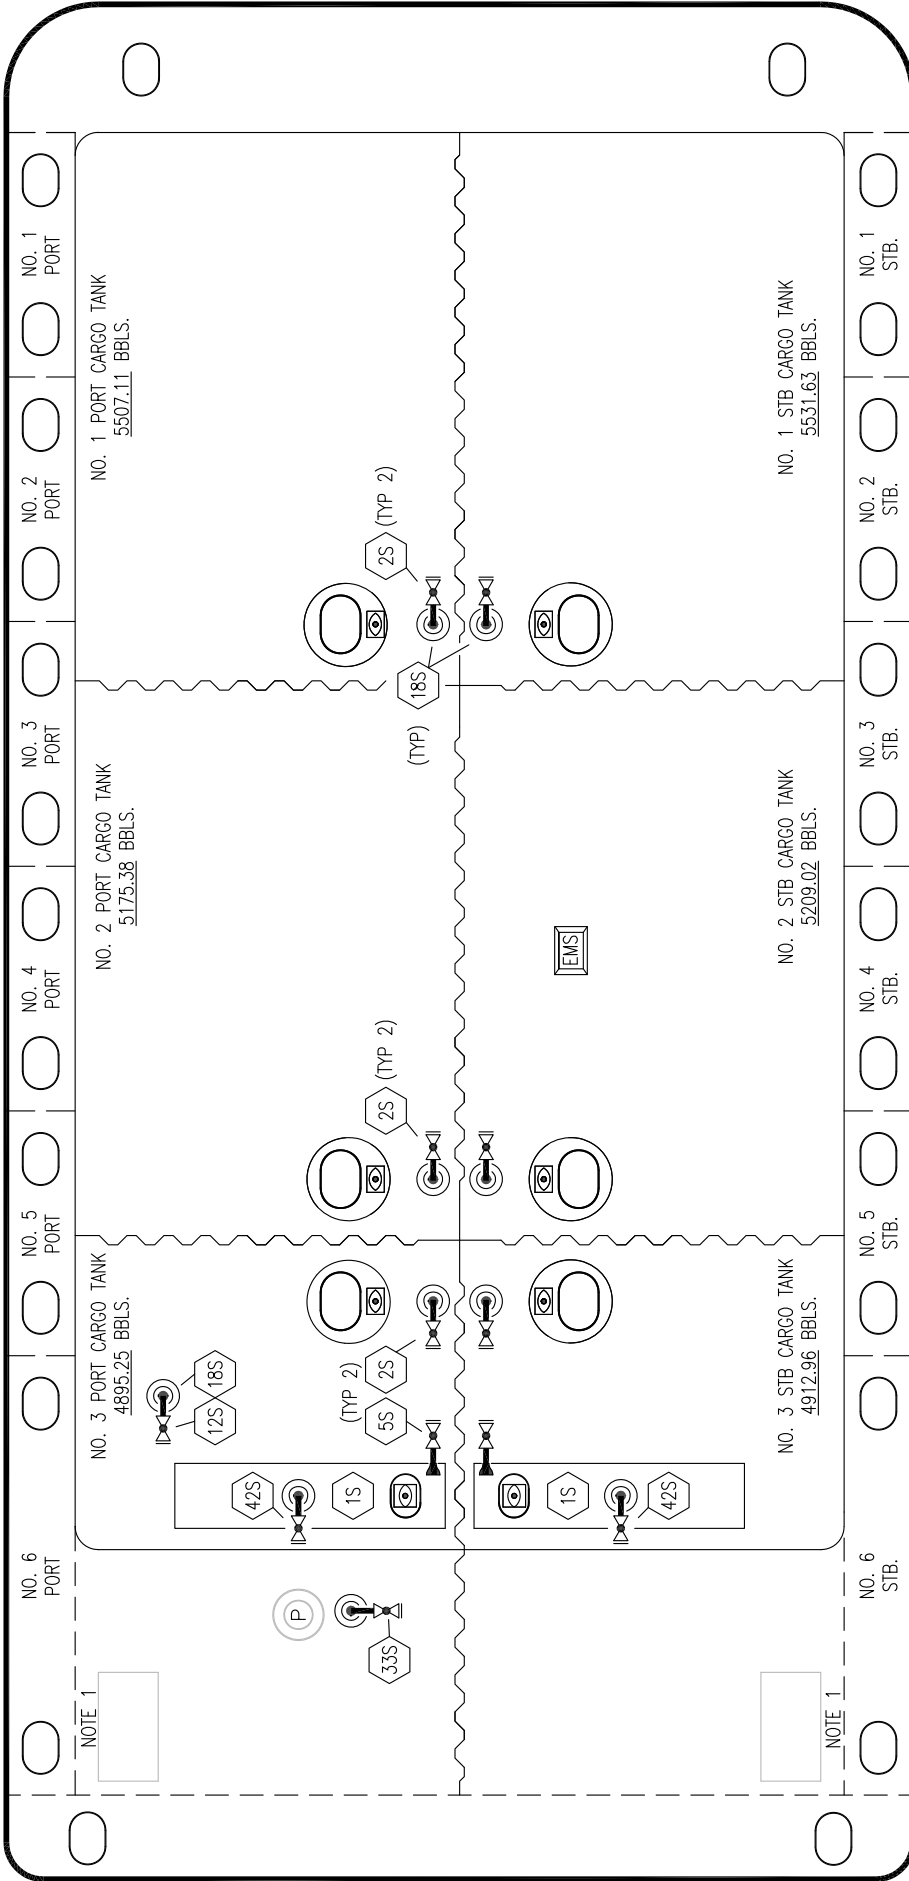 NO. 1
PORT
NO. 2
PORT
NO. 3
PORT
NO. 4
PORT
NO. 5
PORT
NO. 6
PORT
NO. 1 PORT CARGO TANK
5507.11 BBLS.
NO. 2 PORT CARGO TANK
5175.38 BBLS.
NO. 3 PORT CARGO TANK
4895.25 BBLS.
NOTE 1
2S
(TYP 2)
18S
(TYP)
2S
(TYP 2)
18S
12S
(TYP 2)
2S
5S
42S
1S
P
33S
EMS
1S
42S
NO. 1 STB CARGO TANK
5531.63 BBLS.
NO. 2 STB CARGO TANK
5209.02 BBLS.
NO. 3 STB CARGO TANK
4912.96 BBLS.
NOTE 1
NO. 1
STB.
NO. 2
STB.
NO. 3
STB.
NO. 4
STB.
NO. 5
STB.
NO. 6
STB.